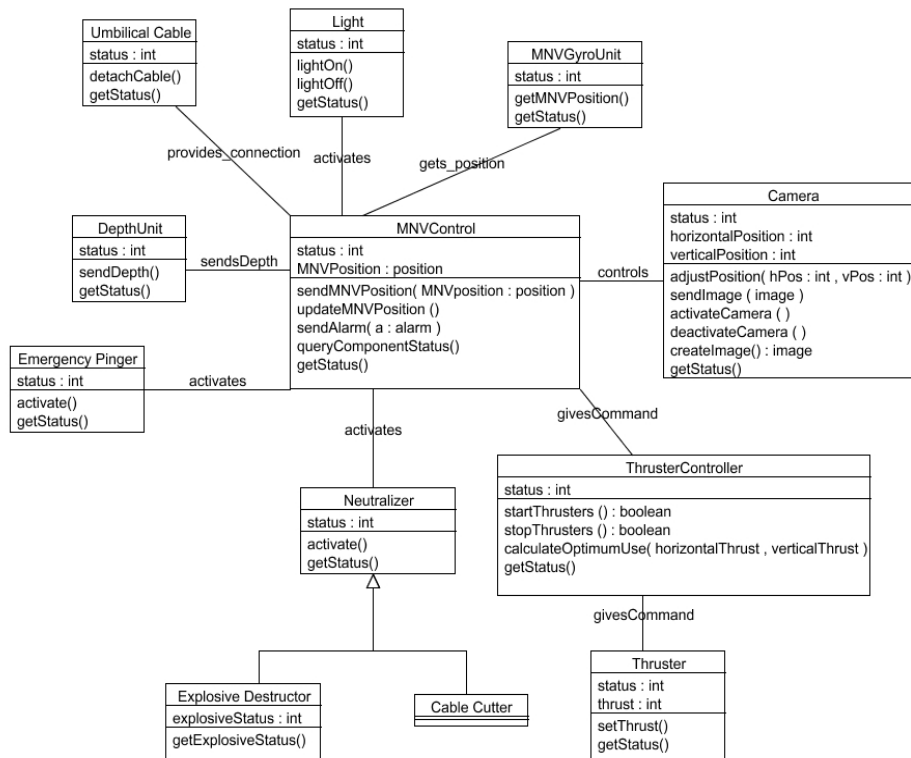 Umbilical Cable
status : int
detachCable()
getStatus()
Light
status : int
lightOn()
lightOff()
getStatus()
MNVGyroUnit
status : int
getMNVPosition()
getStatus()
provides_connection
activates
gets_position
DepthUnit
status : int
sendDepth()
getStatus()
sendsDepth
MNVControl
status : int
MNVPosition : position
sendMNVPosition( MNVposition : position )
updateMNVPosition ()
sendAlarm( a : alarm )
queryComponentStatus()
getStatus()
controls
Camera
status : int
horizontalPosition : int
verticalPosition : int
adjustPosition( hPos : int , vPos : int )
sendImage ( image )
activateCamera ( )
deactivateCamera ( )
createImage() : image
getStatus()
Emergency Pinger
status : int
activate()
getStatus()
activates
activates
givesCommand
Neutralizer
status : int
activate()
getStatus()
ThrusterController
status : int
startThrusters () : boolean
stopThrusters () : boolean
calculateOptimumUse( horizontalThrust , verticalThrust )
getStatus()
givesCommand
Explosive Destructor
explosiveStatus : int
getExplosiveStatus()
Cable Cutter
Thruster
status : int
thrust : int
setThrust()
getStatus()